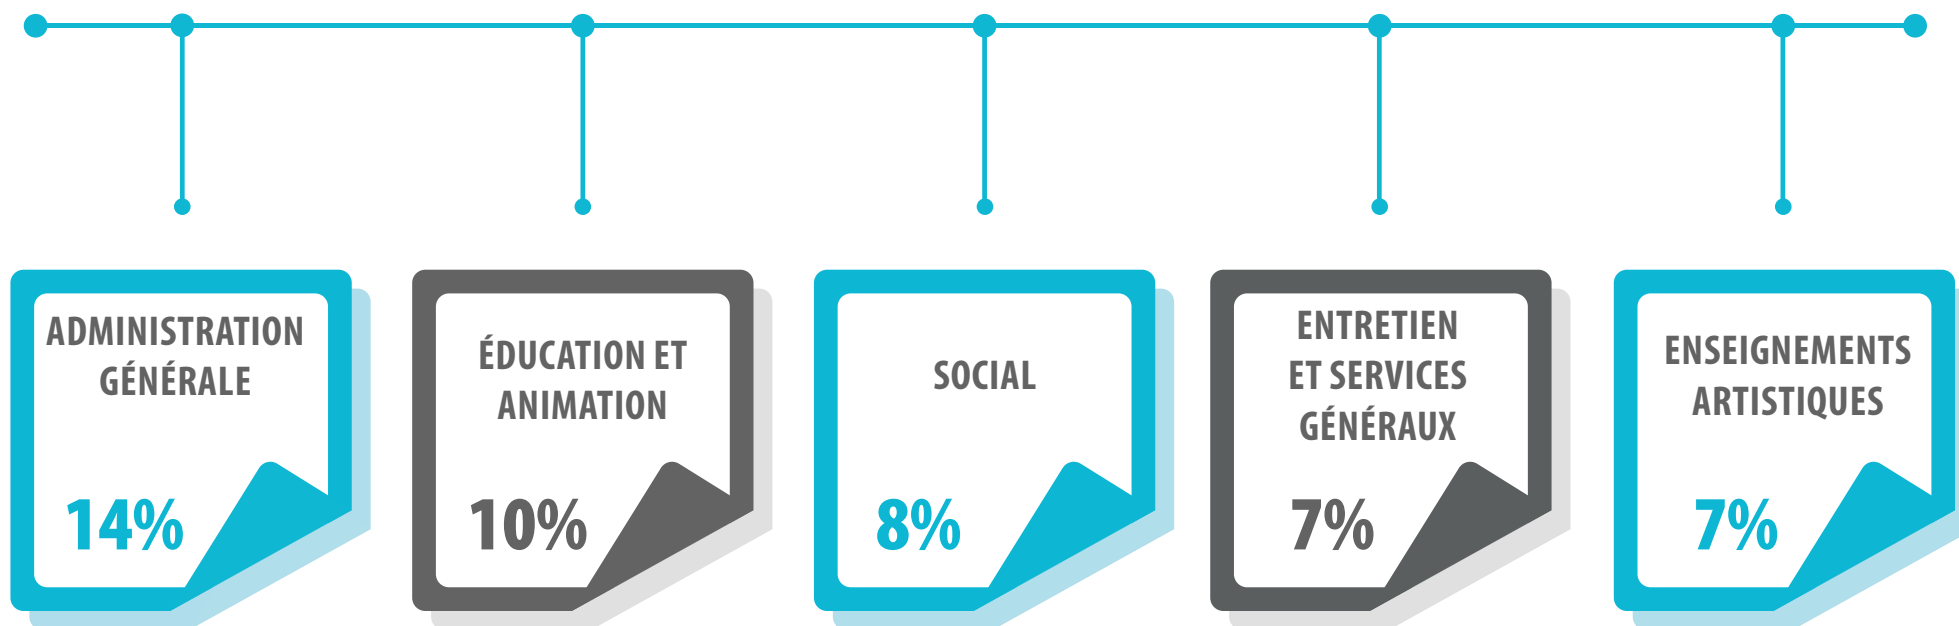 ADMINISTRATION
GÉNÉRALE
14%
ÉDUCATION ET
ANIMATION
10%
SOCIAL
8%
ENTRETIEN
ET SERVICES
GÉNÉRAUX
7%
ENSEIGNEMENTS
ARTISTIQUES
7%